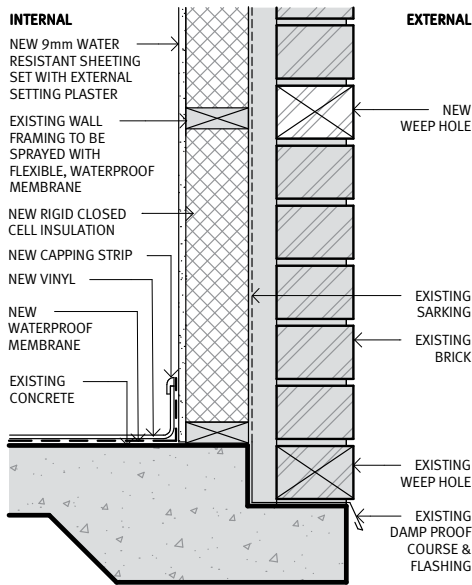 INTERNAL
NEW 9mm WATER
RESISTANT SHEETING
SET WITH EXTERNAL
SETTING PLASTER
EXISTING WALL
FRAMING TO BE
SPRAYED WITH
FLEXIBLE, WATERPROOF
MEMBRANE
NEW RIGID CLOSED
CELL INSULATION
NEW CAPPING STRIP
NEW VINYL
NEW
WATERPROOF
MEMBRANE
EXISTING
CONCRETE
EXTERNAL
NEW
WEEP HOLE
EXISTING
SARKING
EXISTING
BRICK
EXISTING
WEEP HOLE
EXISTING
DAMP PROOF
COURSE &
FLASHING